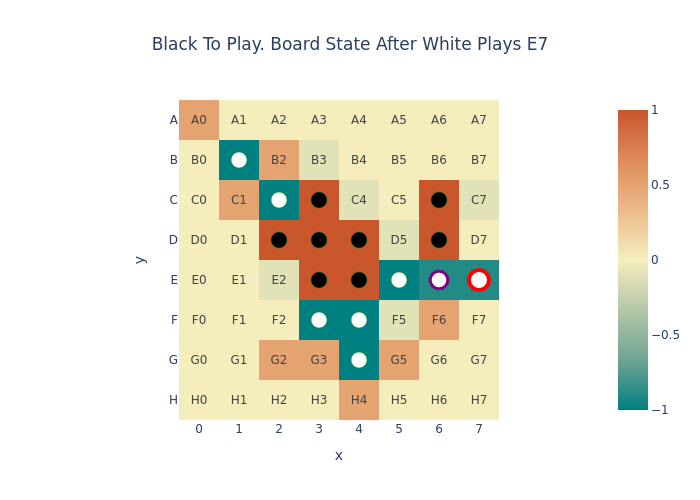 Black To Play. Board State After White Plays E7
A A0 A1 A2 A3 A4 A5 A6 A7 1
B B0 B2 B3 B4 B5 B6 B7
C C0 C1 C4 C5 C7 0.5
D D0 D1 D5 D7 0
y
E E0 E1 E2
F F0 F1 F2 F5 F6 F7 −0.5
G G0 G1 G2 G3 G5 G6 G7
H H0 H1 H2 H3 H4 H5 H6 H7 −1
0 1 2 3 4 5 6 7
x